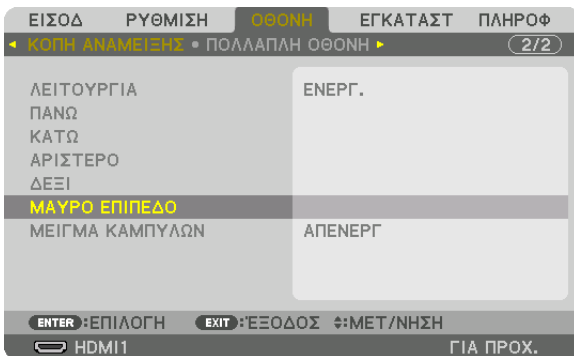 ΕΙΣΟΔ ΡΥΘΜΙΣΗ ΟΘΟΝΗ ΕΓΚΑΤΑΣΤ ΠΛΗΡΟΦ
◂ ΚΟΠΗ ΑΝΑΜΕΙΞΗΣ • ΠΟΛΛΑΠΛΗ ΟΘΟΝΗ ▸ 2/2
ΛΕΙΤΟΥΡΓΙΑ ΕΝΕΡΓ.
ΠΑΝΩ
ΚΑΤΩ
ΑΡΙΣΤΕΡΟ
ΔΕΞΙ
ΜΑΥΡΟ ΕΠΙΠΕΔΟ
ΜΕΙΓΜΑ ΚΑΜΠΥΛΩΝ ΑΠΕΝΕΡΓ
ENTER :ΕΠΙΛΟΓΗ EXIT :ΈΞΟΔΟΣ ♦:ΜΕΤ/ΝΗΣΗ
HDMI1 ΓΙΑ ΠΡΟΧ.